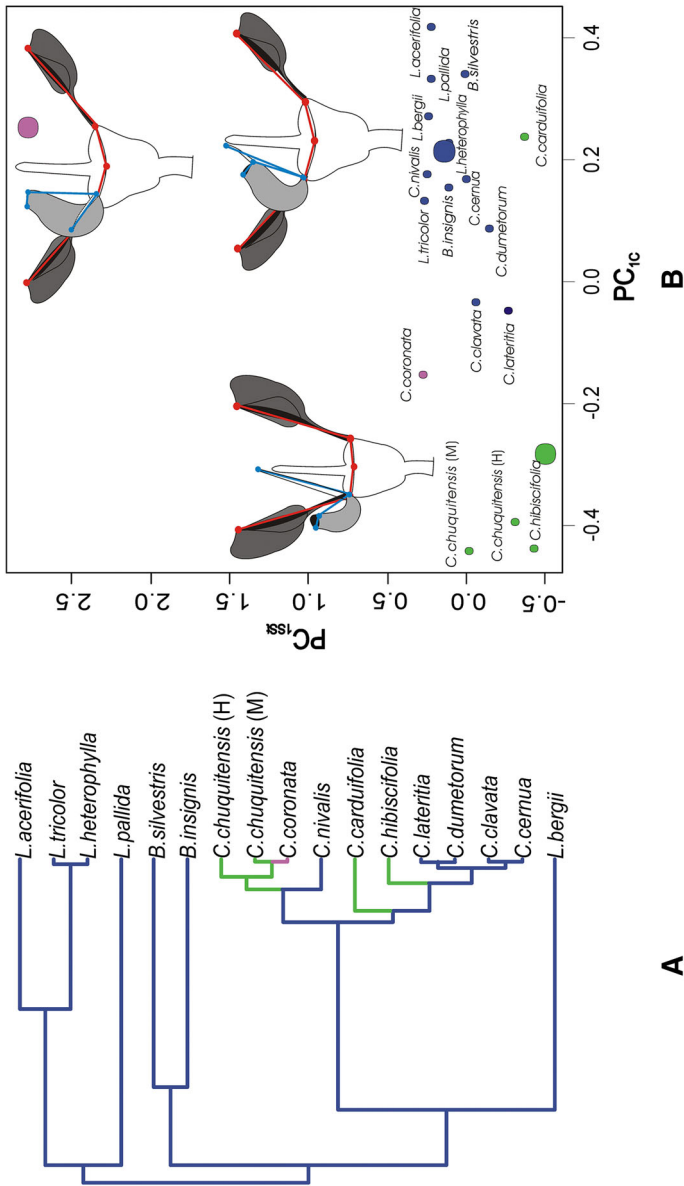 L.acerifolia
L.tricolor
L.heterophylla
L.pallida
B.silvestris
B.insignis
C.chuquitensis (H)
C.chuquitensis (M)
C.coronata
C.nivalis
C.carduifolia
C.hibiscifolia
C.lateritia
C.dumetorum
C.clavata
C.cernua
L.bergii
A
PC1SSt
2.5
2.0
1.5
1.0
0.5
0.0
-0.5
C.chuquitensis (M)
C.chuquitensis (H)
C.hibiscifolia
C.coronata
C.clavata
C.lateritia
L.tricolor
C.nivalis
L.bergii
L.pallida
L.acerifolia
B.insignis
C.cernua
L.heterophylla
B.silvestris
C.dumetorum
C.carduifolia
-0.4
-0.2
0.0
0.2
0.4
PC1c
B